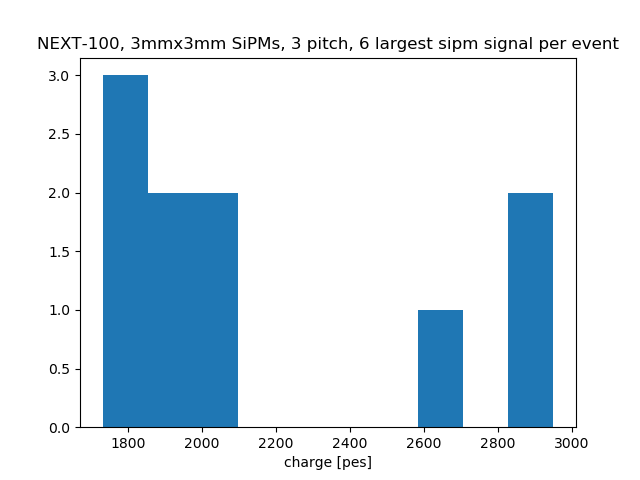 NEXT-100, 3mmx3mm SiPMs, 3 pitch, 6 largest sipm signal per event
3.0
2.5
2.0
1.5
1.0
0.5
0.0
1800 2000 2200 2400 2600 2800 3000
charge [pes]